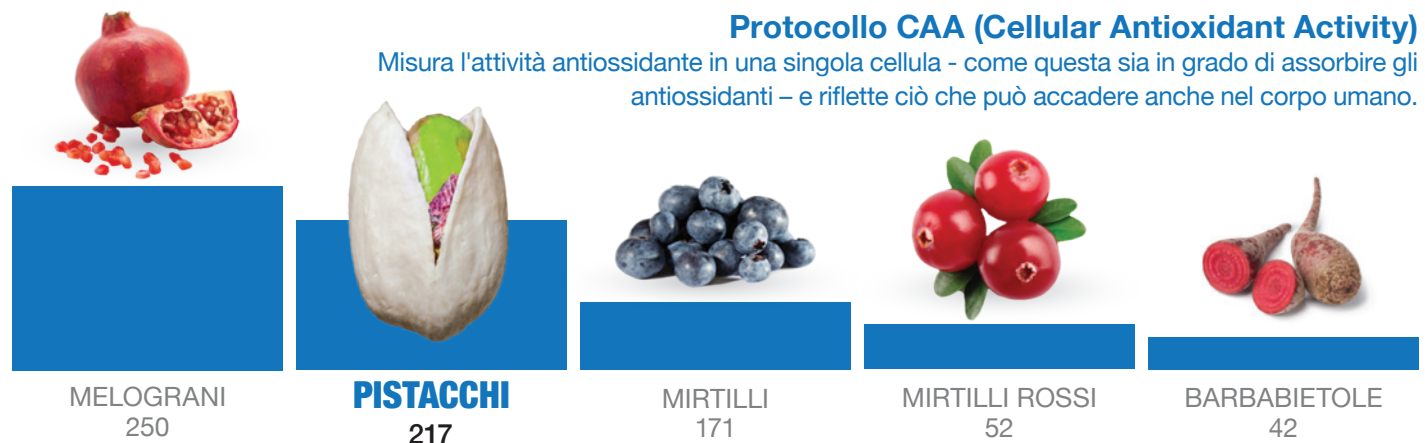 Protocollo CAA (Cellular Antioxidant Activity)
Misura l'attività antiossidante in una singola cellula - come questa sia in grado di assorbire gli
antiossidanti – e riflette ciò che può accadere anche nel corpo umano.
MELOGRANI
250
PISTACCHI
217
MIRTILLI
171
MIRTILLI ROSSI
52
BARBABIETOLE
42